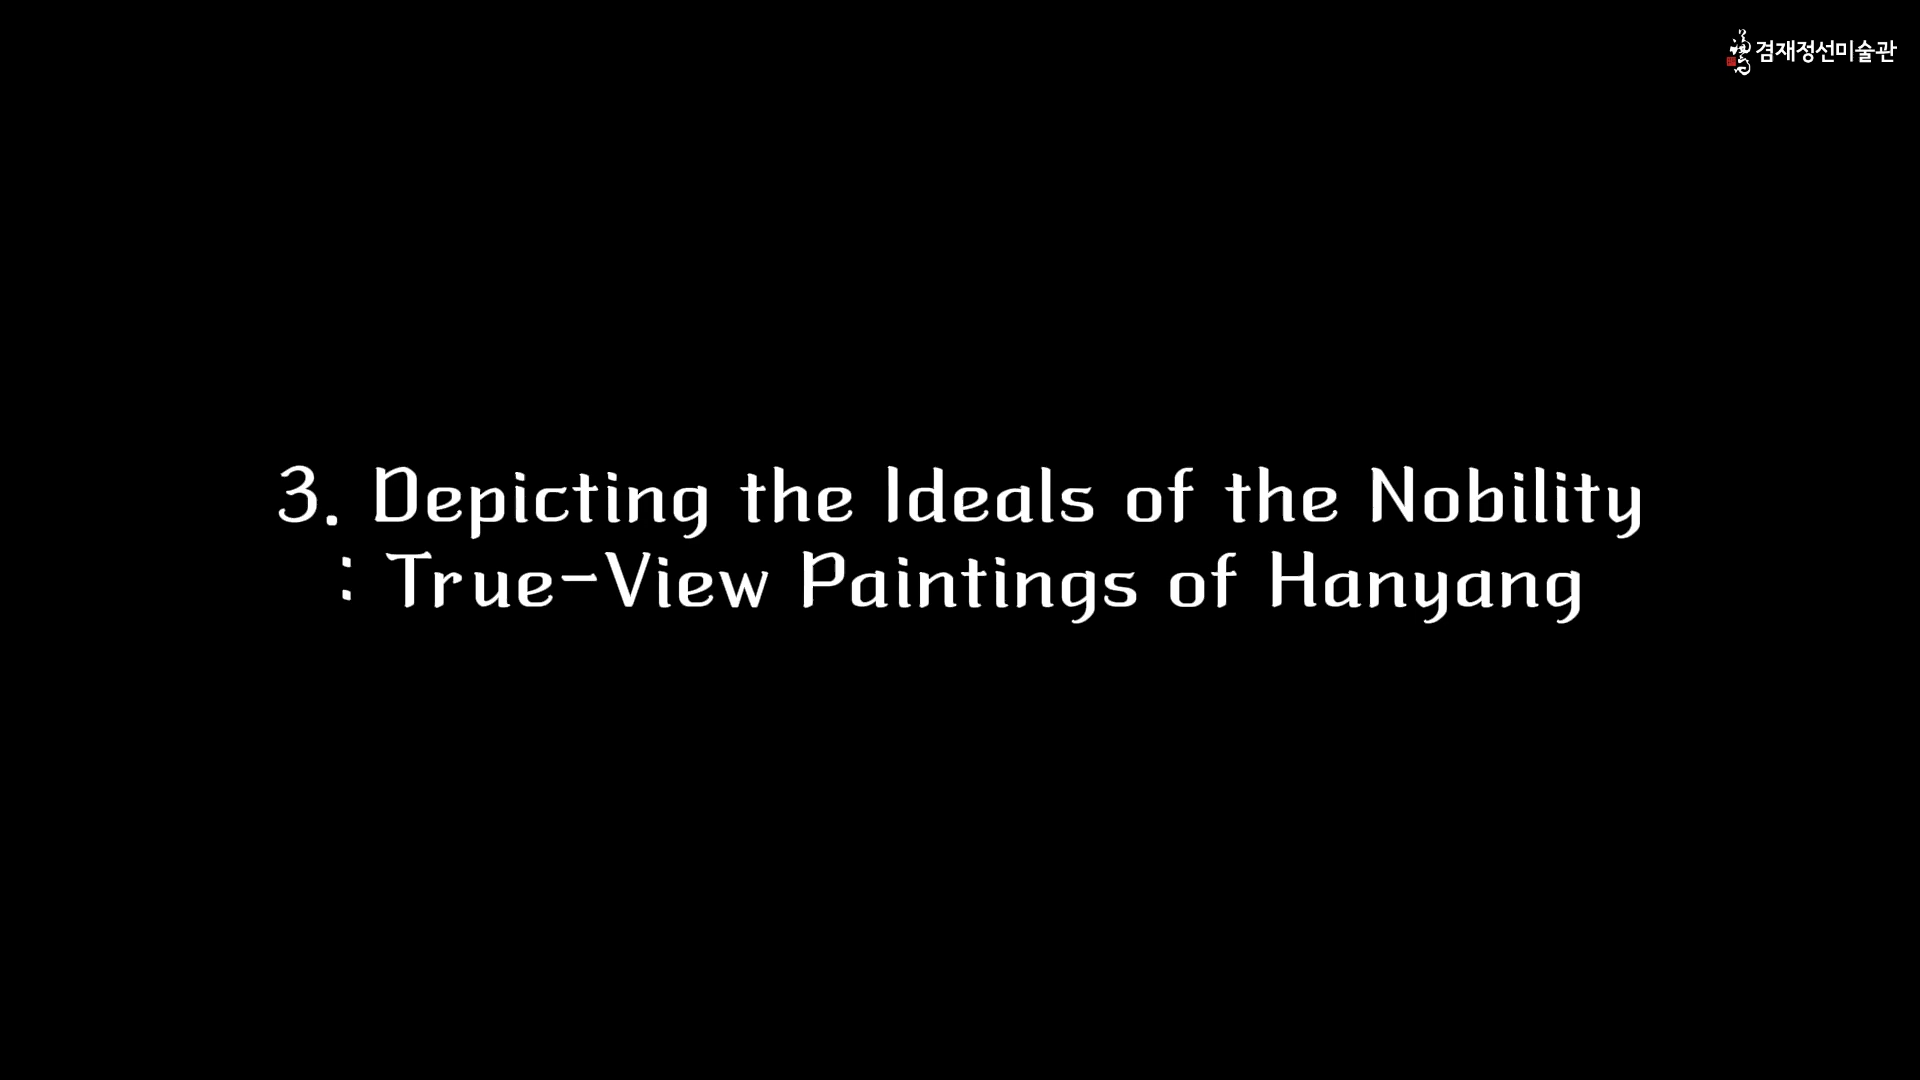 겸재정선미술관
3. Depicting the Ideals of the Nobility
: True-View Paintings of Hanyang